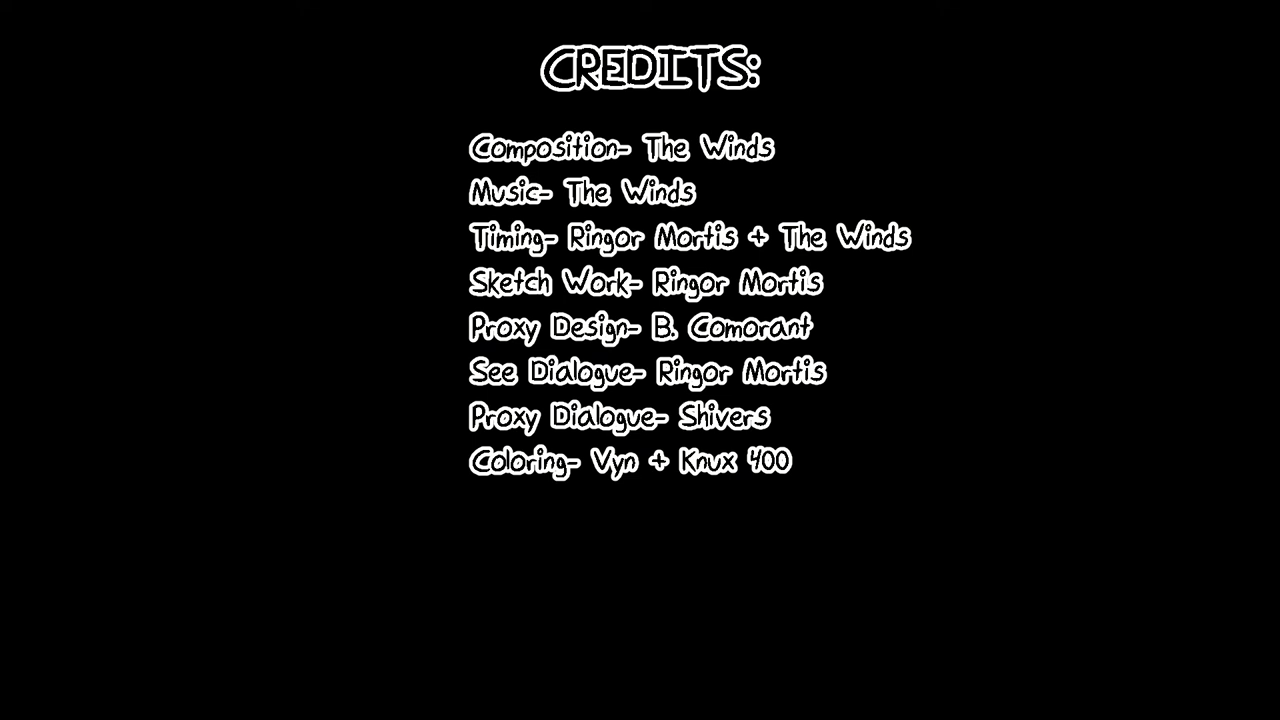 CREDITS:
Composition- The Winds
Music- The Winds
Timing- Ringor Mortis + The Winds
Sketch Work- Ringor Mortis
Proxy Design- B. Comorant
See Dialogue- Ringor Mortis
Proxy Dialogue- Shivers
Coloring- Vyn + Knux 400